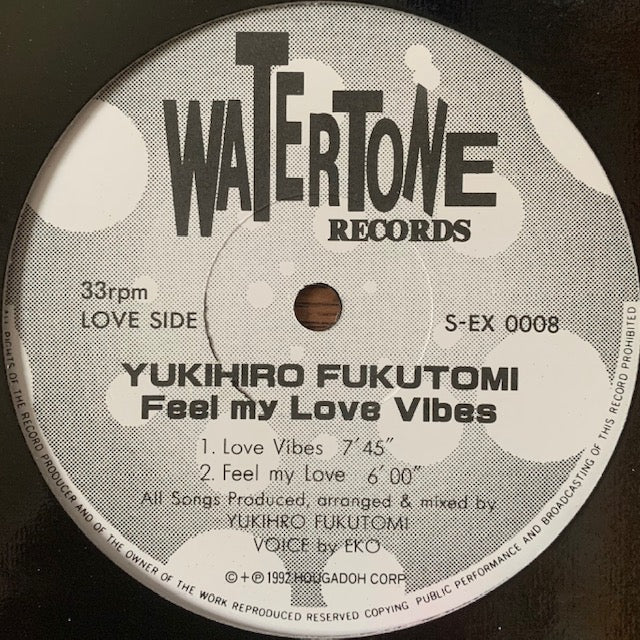 WATERTONE
RECORDS
33rpm
LOVE SIDE
S-EX 0008
YUKIHIRO FUKUTOMI
Feel my Love Vibes
1. Love Vibes 7'45"
2. Feel my Love 6'00"
All Songs Produced, arranged & mixed by
YUKIHRO FUKUTOMI
VOICE by EKO
©+℗ 1992 HOUGADOH CORP.
ALL RIGHTS OF THE RECORD PRODUCER AND OF THE OWNER OF THE WORK REPRODUCED RESERVED COPYING PUBLIC PERFORMANCE AND BROADCASTING OF THIS RECORD PROHIBITED